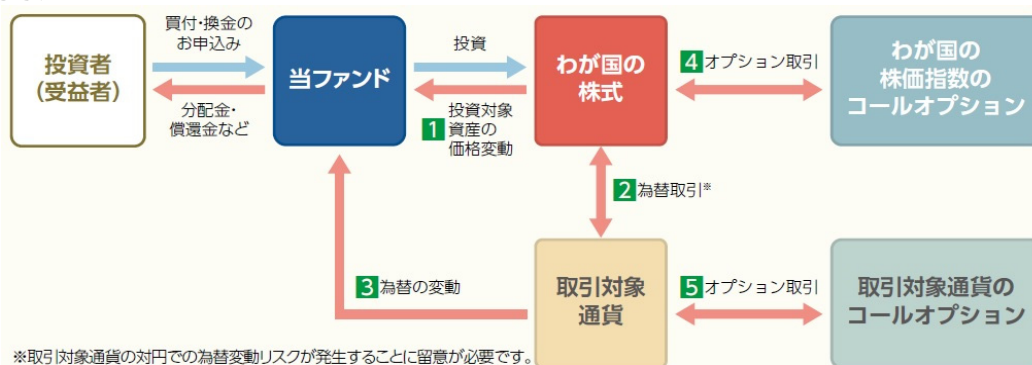 買付・換金の
お申込み
投資者
(受益者)
分配金・
償還金など
当ファンド
投資
1 投資対象
資産の
価格変動
わが国の
株式
4 オプション取引
わが国の
株価指数の
コールオプション
2 為替取引※
3 為替の変動
取引対象
通貨
5 オプション取引
取引対象通貨の
コールオプション
※取引対象通貨の対円での為替変動リスクが発生することに留意が必要です。